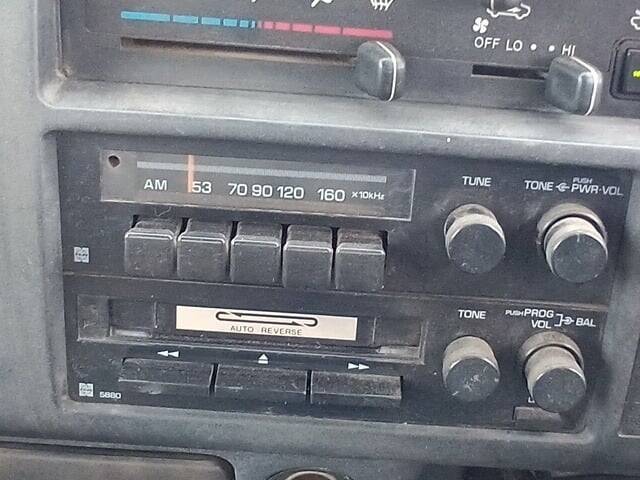 OFF LO • • HI
AM 53 70 90 120 160 ×10kHz
TUNE
PUSH
TONE PWR·VOL
AUTO REVERSE
TONE
PUSH PROG
VOL BAL
5880